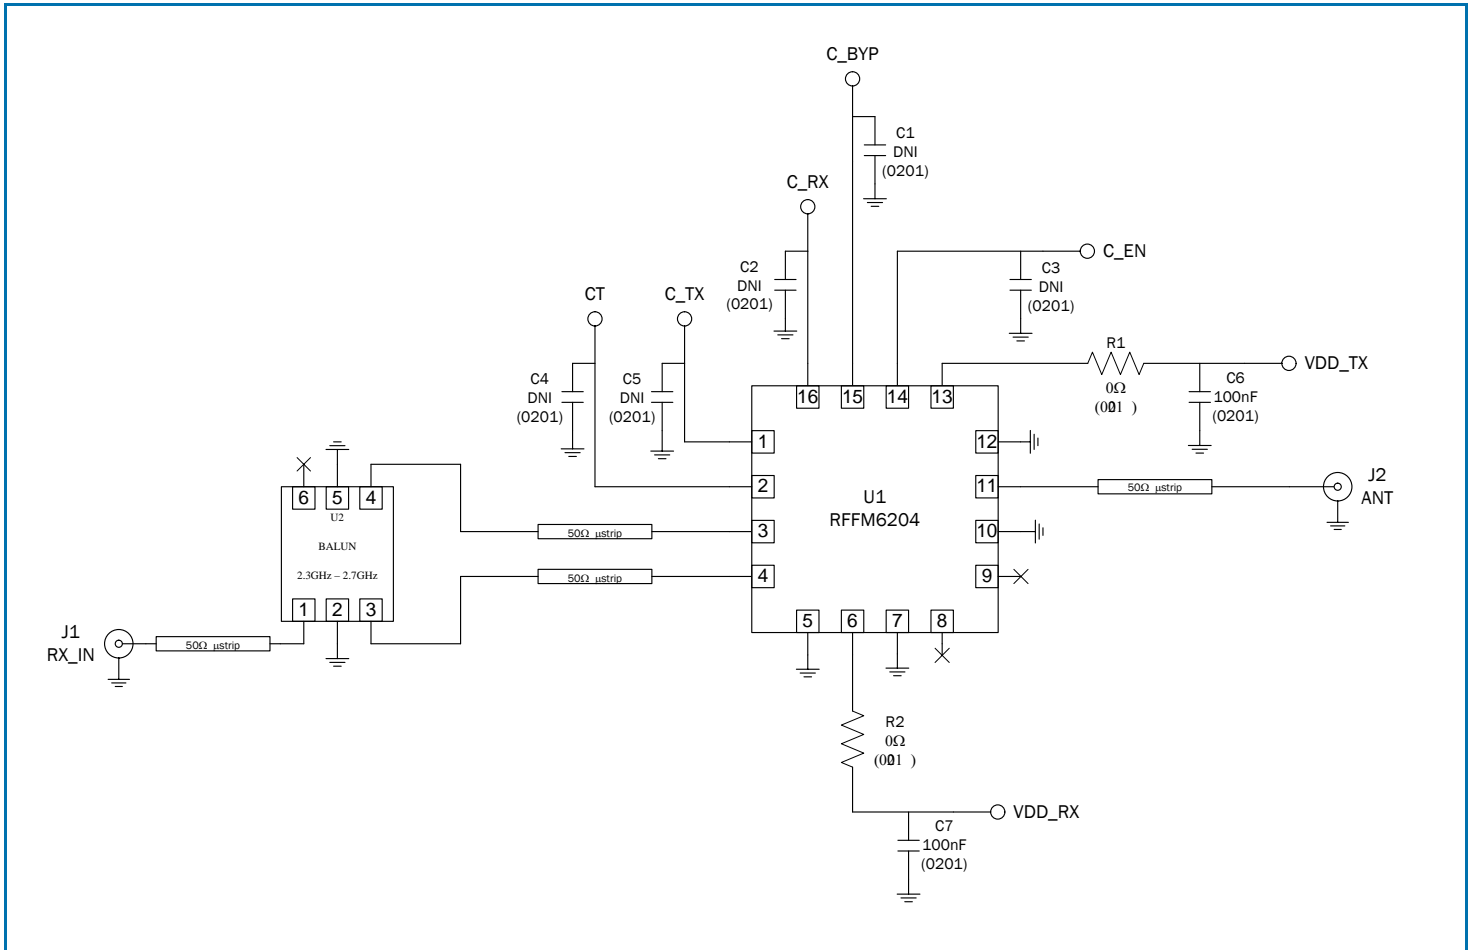 C_BYP
C1
DNI
(0201)
C_RX
C2
DNI
(0201)
C_EN
C3
DNI
(0201)
CT
C_TX
C4
DNI
(0201)
C5
DNI
(0201)
R1
0Ω
VDD_TX
C6
100nF
(0201)
16
15
14
13
1
2
3
4
12
11
10
9
5
6
7
8
U1
RFFM6204
50Ω µstrip
J2
ANT
6
5
4
U2
BALUN
2.3GHz – 2.7GHz
1
2
3
50Ω µstrip
50Ω µstrip
J1
RX_IN
50Ω µstrip
R2
0Ω
VDD_RX
C7
100nF
(0201)